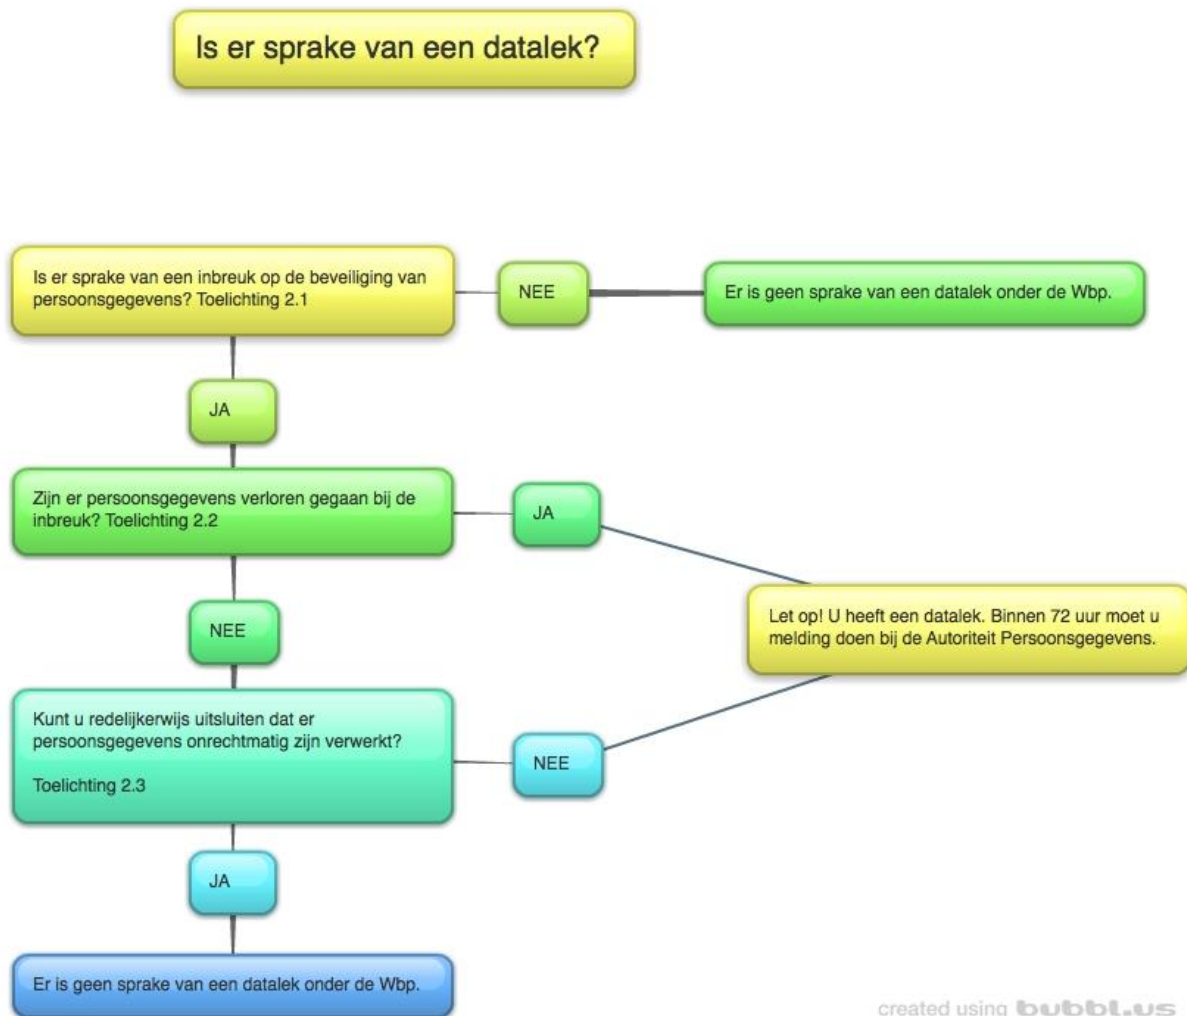 Is er sprake van een datalek?
Is er sprake van een inbreuk op de beveiliging van
persoonsgegevens? Toelichting 2.1
NEE
Er is geen sprake van een datalek onder de Wbp.
JA
Zijn er persoonsgegevens verloren gegaan bij de
inbreuk? Toelichting 2.2
JA
Let op! U heeft een datalek. Binnen 72 uur moet u
melding doen bij de Autoriteit Persoonsgegevens.
NEE
Kunt u redelijkerwijs uitsluiten dat er
persoonsgegevens onrechtmatig zijn verwerkt?
Toelichting 2.3
NEE
JA
Er is geen sprake van een datalek onder de Wbp.
created using bubbl.us